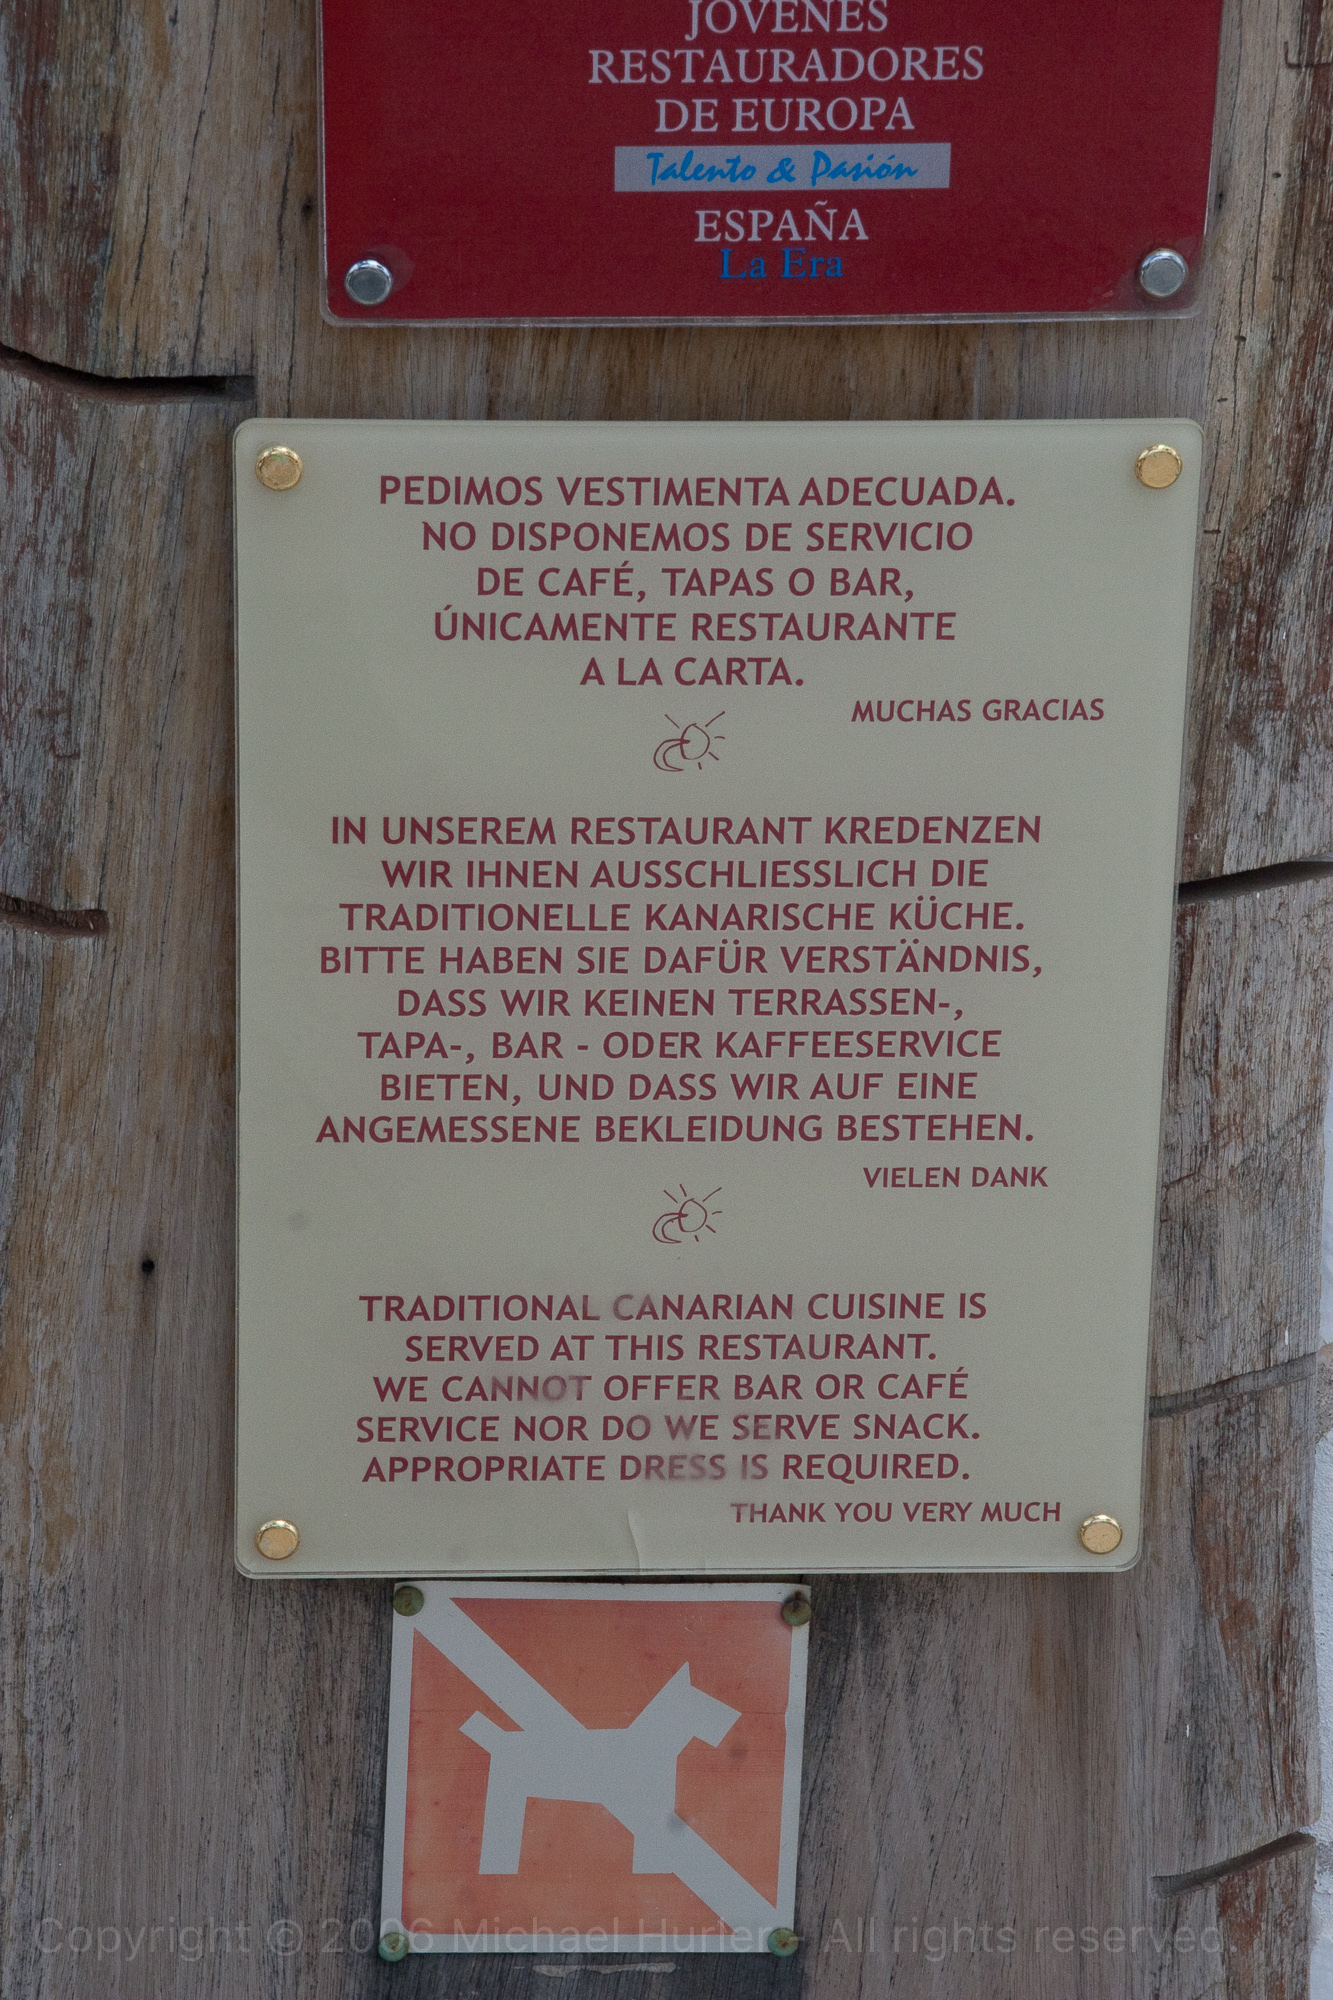 JÓVENES
RESTAURADORES
DE EUROPA
Talento & Pasión
ESPAÑA
La Era
PEDIMOS VESTIMENTA ADECUADA.
NO DISPONEMOS DE SERVICIO
DE CAFÉ, TAPAS O BAR,
ÚNICAMENTE RESTAURANTE
A LA CARTA.
MUCHAS GRACIAS
IN UNSEREM RESTAURANT KREDENZEN
WIR IHNEN AUSSCHLIESSLICH DIE
TRADITIONELLE KANARISCHE KÜCHE.
BITTE HABEN SIE DAFÜR VERSTÄNDNIS,
DASS WIR KEINEN TERRASSEN-,
TAPA-, BAR - ODER KAFFEESERVICE
BIETEN, UND DASS WIR AUF EINE
ANGEMESSENE BEKLEIDUNG BESTEHEN.
VIELEN DANK
TRADITIONAL CANARIAN CUISINE IS
SERVED AT THIS RESTAURANT.
WE CANNOT OFFER BAR OR CAFÉ
SERVICE NOR DO WE SERVE SNACK.
APPROPRIATE DRESS IS REQUIRED.
THANK YOU VERY MUCH
Copyright © 2006 Michael Hurler - All rights reserved.